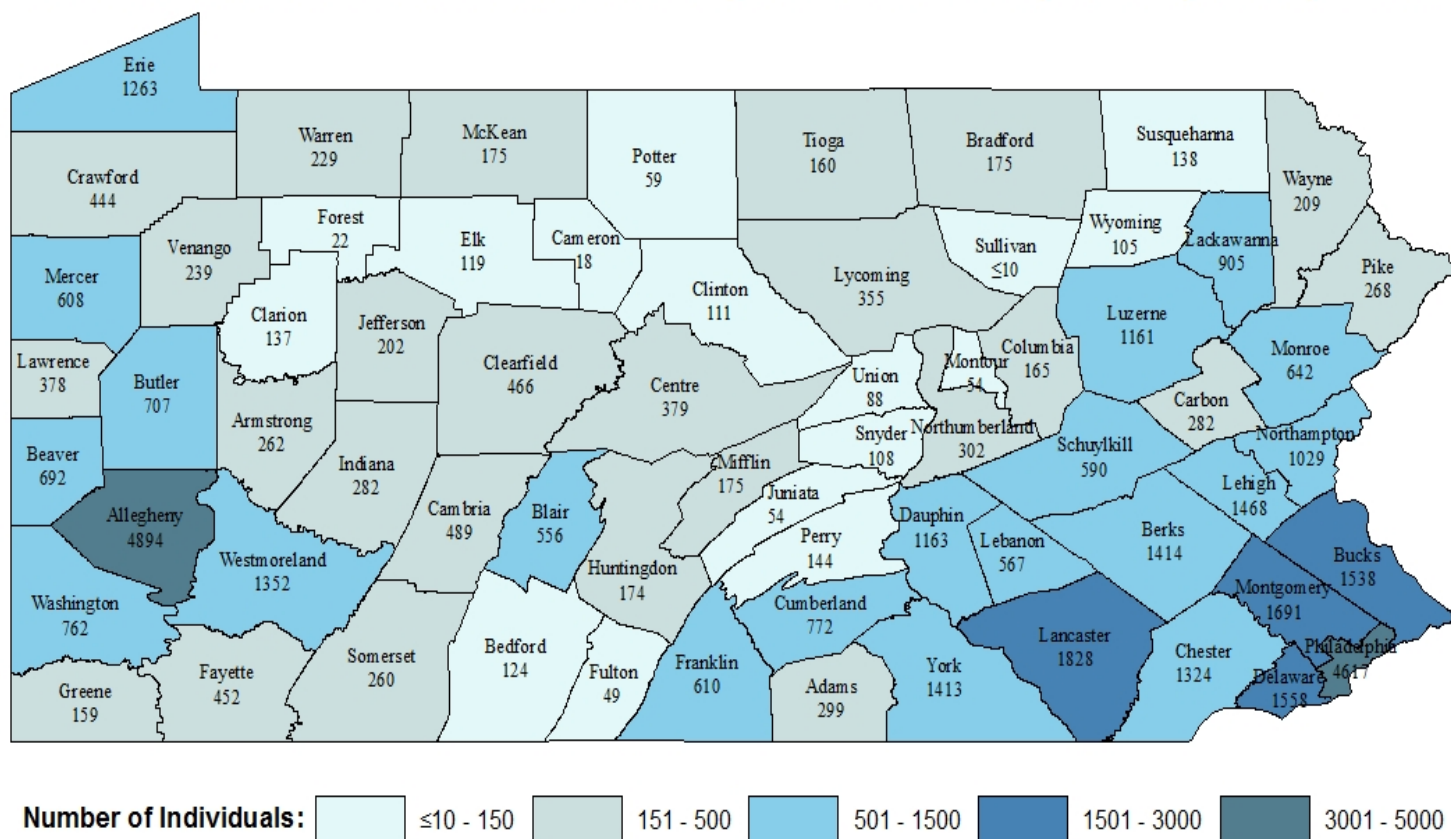 Erie
1263
Warren
229
McKean
175
Potter
59
Tioga
160
Bradford
175
Susquehanna
138
Wayne
209
Crawford
444
Forest
22
Venango
239
Elk
119
Cameron
18
Sullivan
≤10
Wyoming
105
Lackawanna
905
Pike
268
Mercer
608
Clarion
137
Jefferson
202
Clinton
111
Lycoming
355
Luzerne
1161
Monroe
642
Lawrence
378
Butler
707
Clearfield
466
Centre
379
Union
88
Montour
54
Columbia
165
Carbon
282
Armstrong
262
Snyder
108
Northumberland
302
Schuylkill
590
Northampton
1029
Beaver
692
Indiana
282
Mifflin
175
Juniata
54
Lehigh
1468
Allegheny
4894
Cambria
489
Blair
556
Dauphin
1163
Lebanon
567
Berks
1414
Bucks
1538
Westmoreland
1352
Huntingdon
174
Perry
144
Montgomery
1691
Washington
762
Cumberland
772
Lancaster
1828
Chester
1324
Philadelphia
4617
Greene
159
Fayette
452
Somerset
260
Bedford
124
Fulton
49
Franklin
610
Adams
299
York
1413
Delaware
1558
Number of Individuals: ≤10 - 150 151 - 500 501 - 1500 1501 - 3000 3001 - 5000